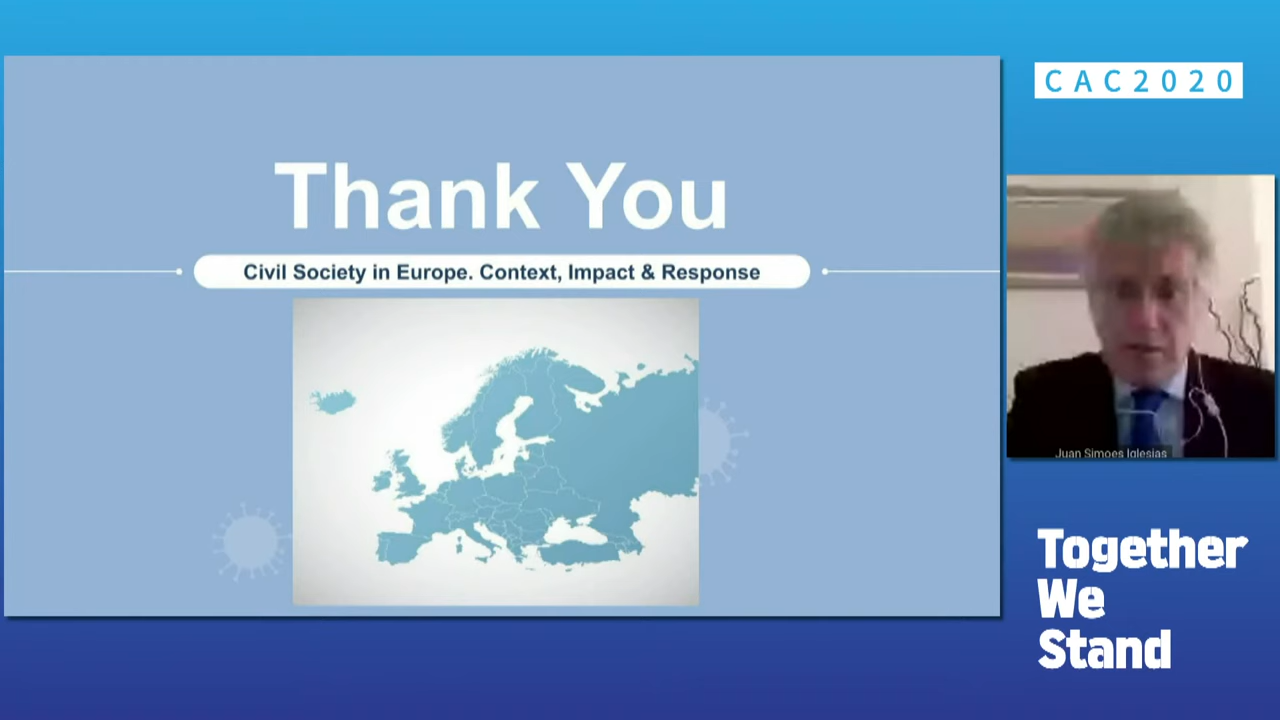 CAC2020
Thank You
Civil Society in Europe. Context, Impact & Response
Juan Simoes Iglesias
Together
We
Stand